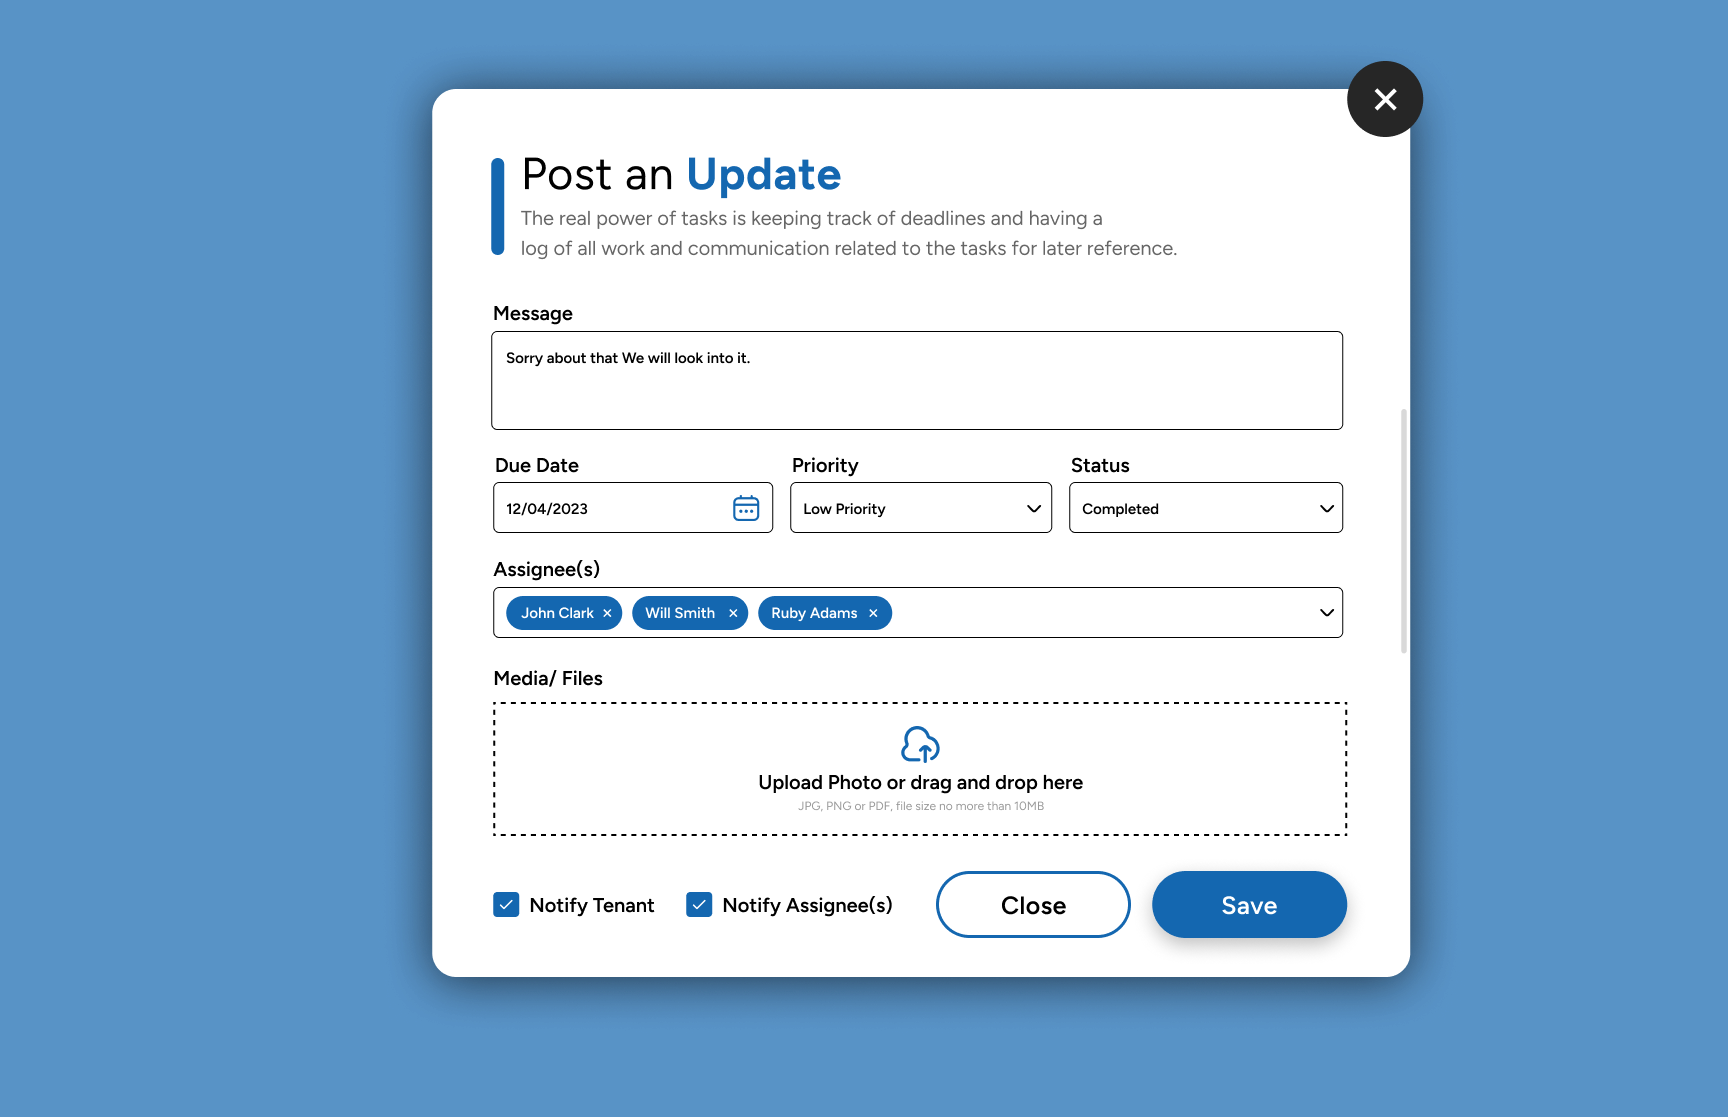 Post an Update
The real power of tasks is keeping track of deadlines and having a
log of all work and communication related to the tasks for later reference.
Message
Sorry about that We will look into it.
Due Date
Priority
Status
12/04/2023
Low Priority
Completed
Assignee(s)
John Clark
Will Smith
Ruby Adams
Media/ Files
Upload Photo or drag and drop here
JPG, PNG or PDF, file size no more than 10MB
Notify Tenant
Notify Assignee(s)
Close
Save